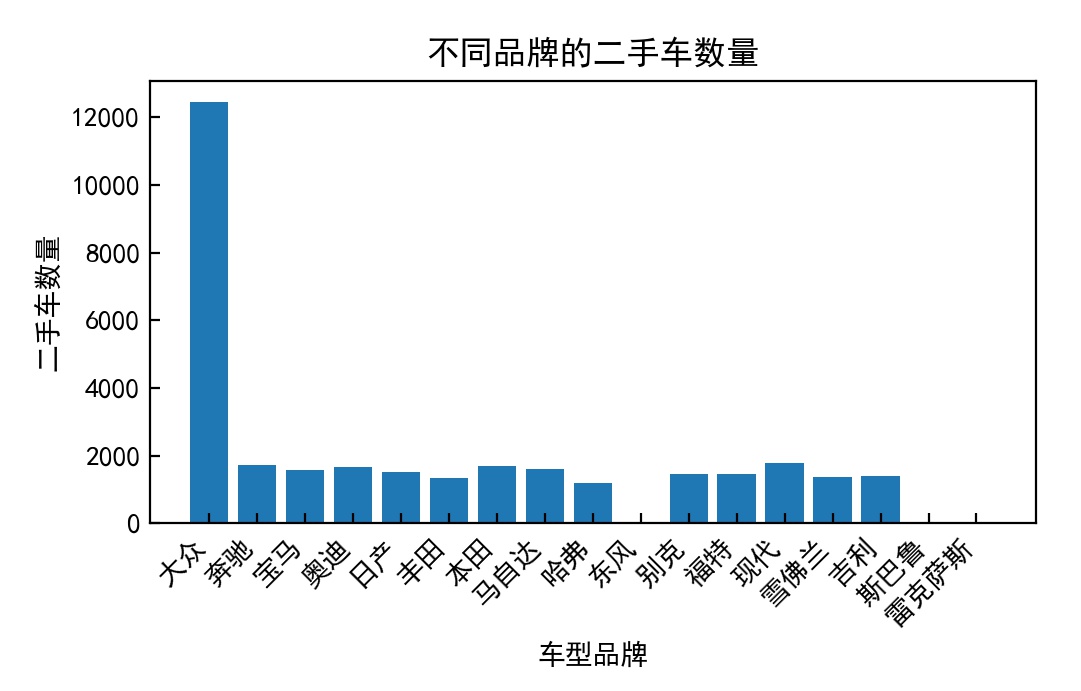 不同品牌的二手车数量
二手车数量
12000
10000
8000
6000
4000
2000
0
大众
奔驰
宝马
奥迪
日产
丰田
本田
马自达
哈弗
东风
别克
福特
现代
雪佛兰
吉利
斯巴鲁
雷克萨斯
车型品牌